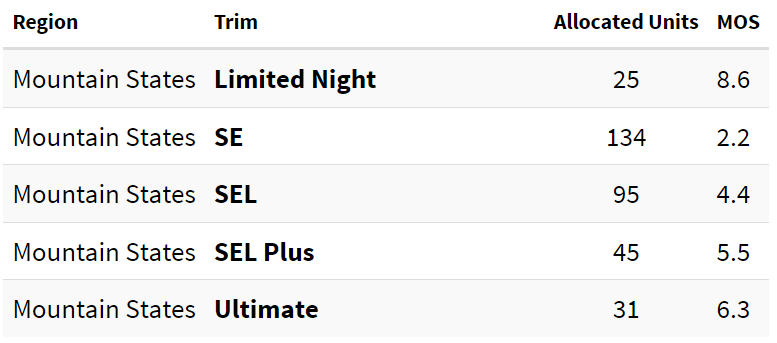 Region Trim Allocated Units MOS
Mountain States Limited Night 25 8.6
Mountain States SE 134 2.2
Mountain States SEL 95 4.4
Mountain States SEL Plus 45 5.5
Mountain States Ultimate 31 6.3